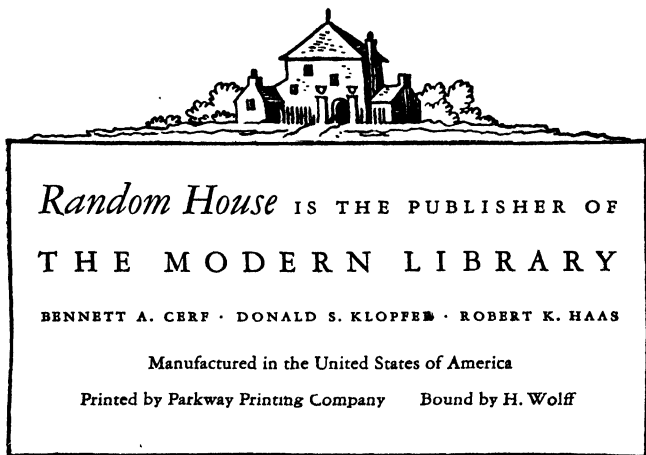 Random House IS THE PUBLISHER OF
THE MODERN LIBRARY
BENNETT A. CERF · DONALD S. KLOPFER · ROBERT K. HAAS
Manufactured in the United States of America
Printed by Parkway Printing Company Bound by H. Wolff